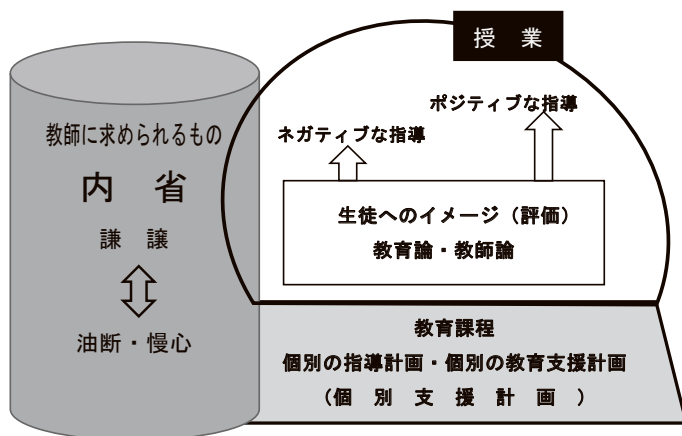 授　業
教師に求められるもの
内　省
謙　譲
油断・慢心
ポジティブな指導
ネガティブな指導
生徒へのイメージ（評価）
教育論・教師論
教育課程
個別の指導計画・個別の教育支援計画
（個　別　支　援　計　画　）